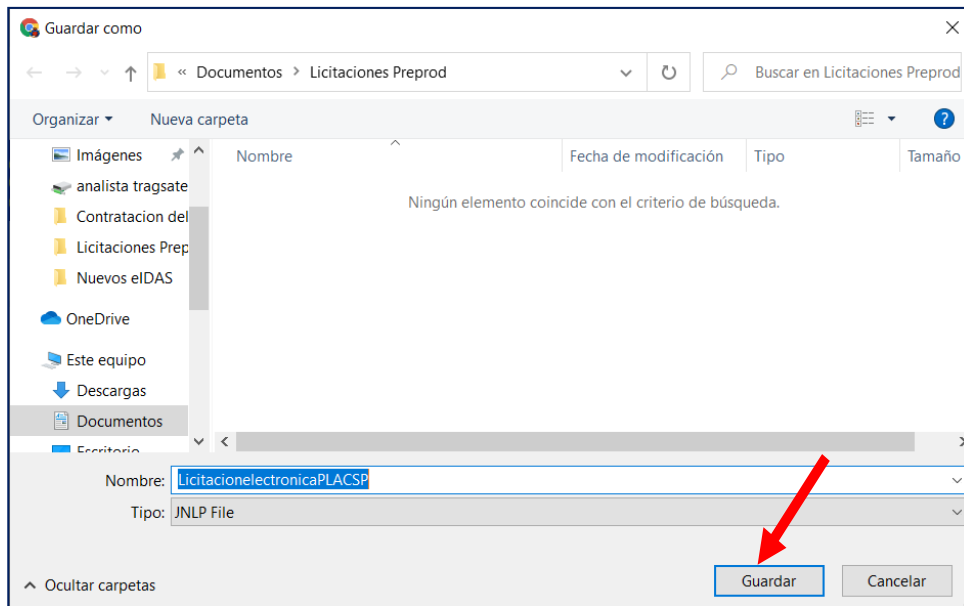 Guardar como
« Documentos > Licitaciones Preprod
Buscar en Licitaciones Preprod
Organizar
Nueva carpeta
?
Nombre
Fecha de modificación
Tipo
Tamaño
Imágenes
analista tragsate
Contratacion del
Licitaciones Prep
Nuevos eIDAS
OneDrive
Este equipo
Descargas
Documentos
Escritorio
Ningún elemento coincide con el criterio de búsqueda.
Nombre: LicitacionelectronicaPLACSP
Tipo: JNLP File
Ocultar carpetas
Guardar
Cancelar